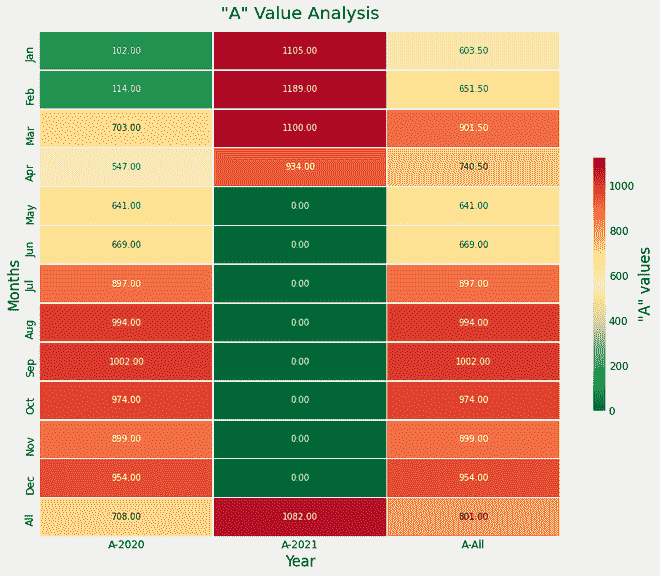 "A" Value Analysis
Jan 102.00 1105.00 603.50
Feb 114.00 1189.00 651.50
Mar 703.00 1100.00 901.50
Apr 547.00 934.00 740.50
May 641.00 0.00 641.00
Jun 669.00 0.00 669.00
Jul 897.00 0.00 897.00
Aug 994.00 0.00 994.00
Sep 1002.00 0.00 1002.00
Oct 974.00 0.00 974.00
Nov 899.00 0.00 899.00
Dec 954.00 0.00 954.00
All 708.00 1082.00 801.00
A-2020 A-2021 A-All
Year
Months
1000
800
600
400
200
0
"A" values